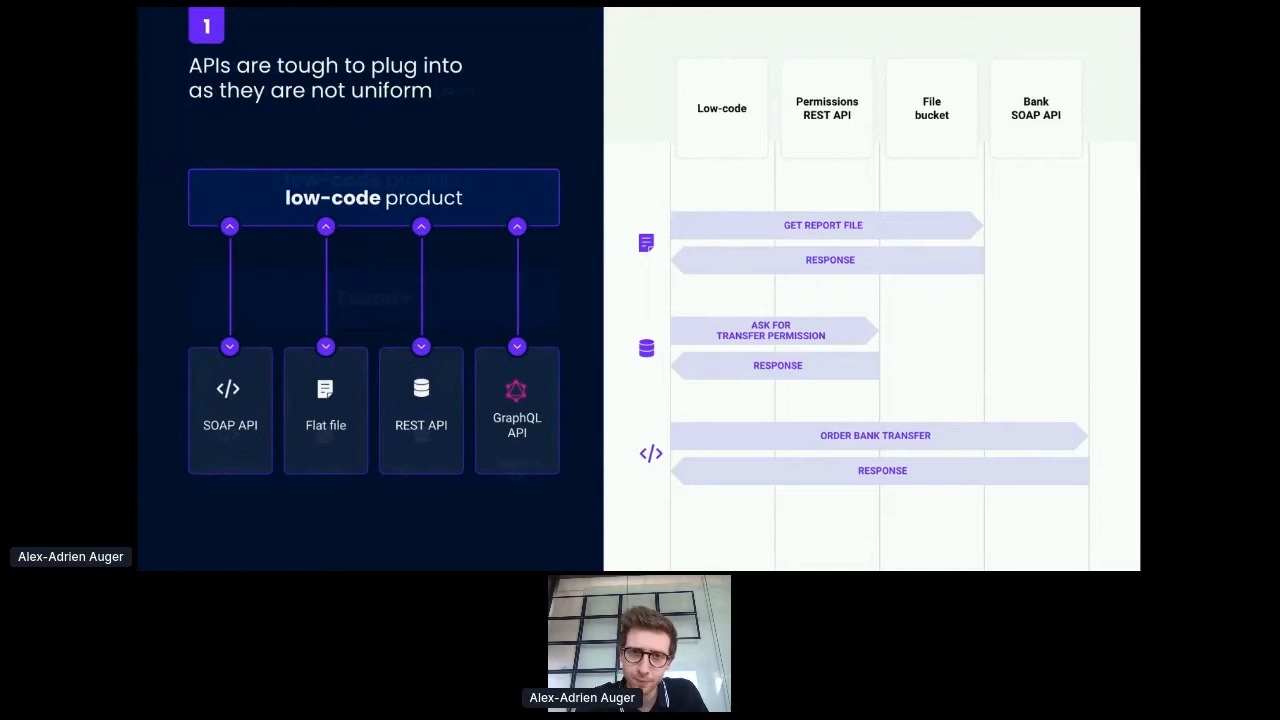 1
APIs are tough to plug into
as they are not uniform
low-code product
SOAP API
Flat file
REST API
GraphQL
API
Low-code
Permissions
REST API
File
bucket
Bank
SOAP API
GET REPORT FILE
RESPONSE
ASK FOR
TRANSFER PERMISSION
RESPONSE
ORDER BANK TRANSFER
RESPONSE
Alex-Adrien Auger
Alex-Adrien Auger